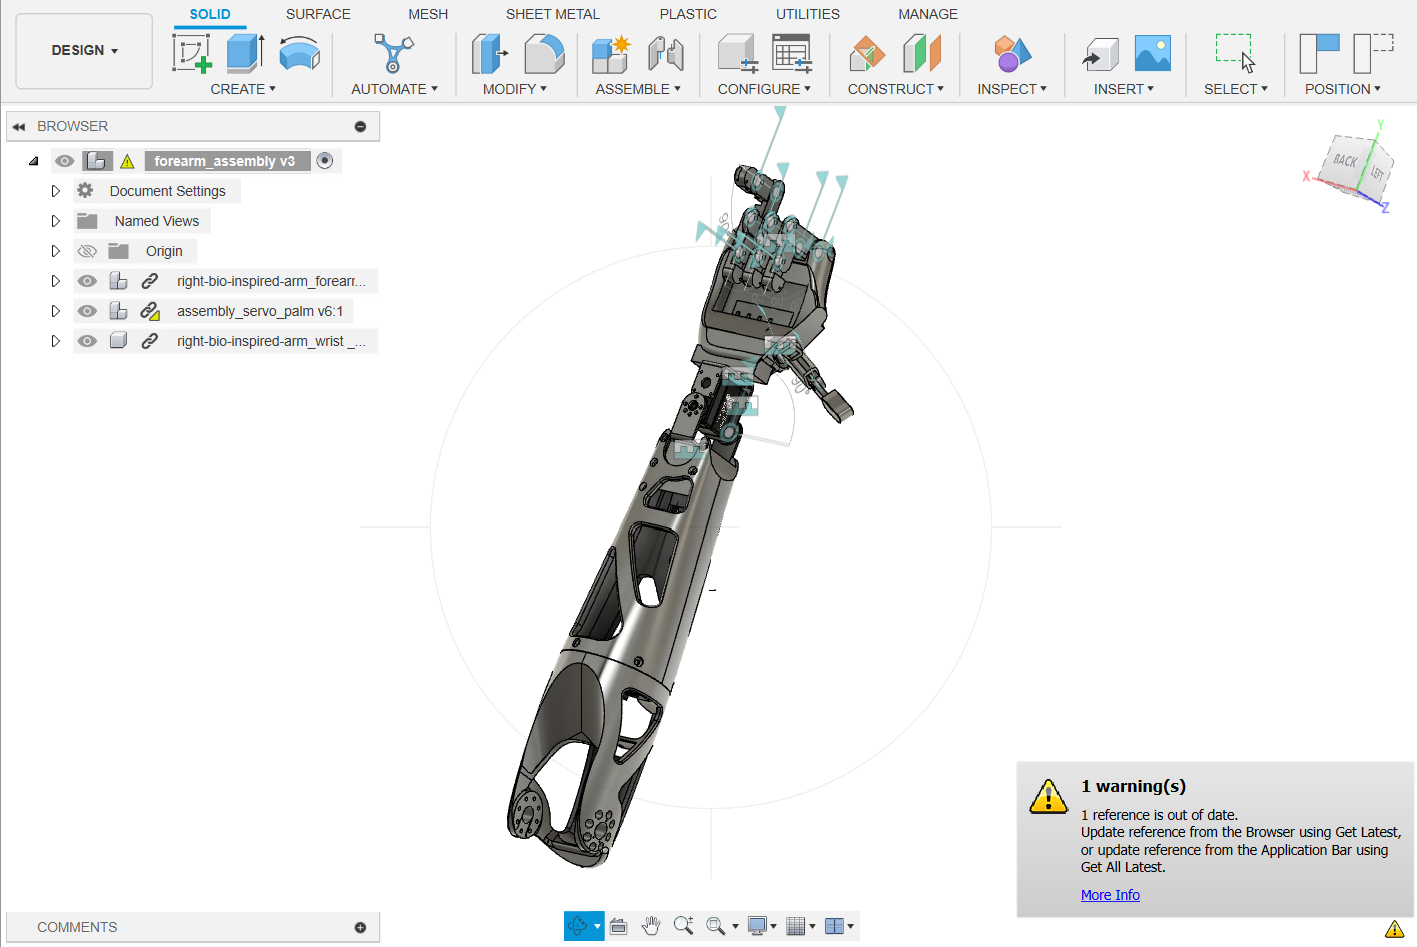 SOLID SURFACE MESH SHEET METAL PLASTIC UTILITIES MANAGE
DESIGN
CREATE AUTOMATE MODIFY ASSEMBLE CONFIGURE CONSTRUCT INSPECT INSERT SELECT POSITION
BROWSER
forearm_assembly v3
Document Settings
Named Views
Origin
right-bio-inspired-arm_forearr...
assembly_servo_palm v6:1
right-bio-inspired-arm_wrist _...
Y
BACK LEFT
X
Z
90°
1 warning(s)
1 reference is out of date.
Update reference from the Browser using Get Latest,
or update reference from the Application Bar using
Get All Latest.
More Info
COMMENTS